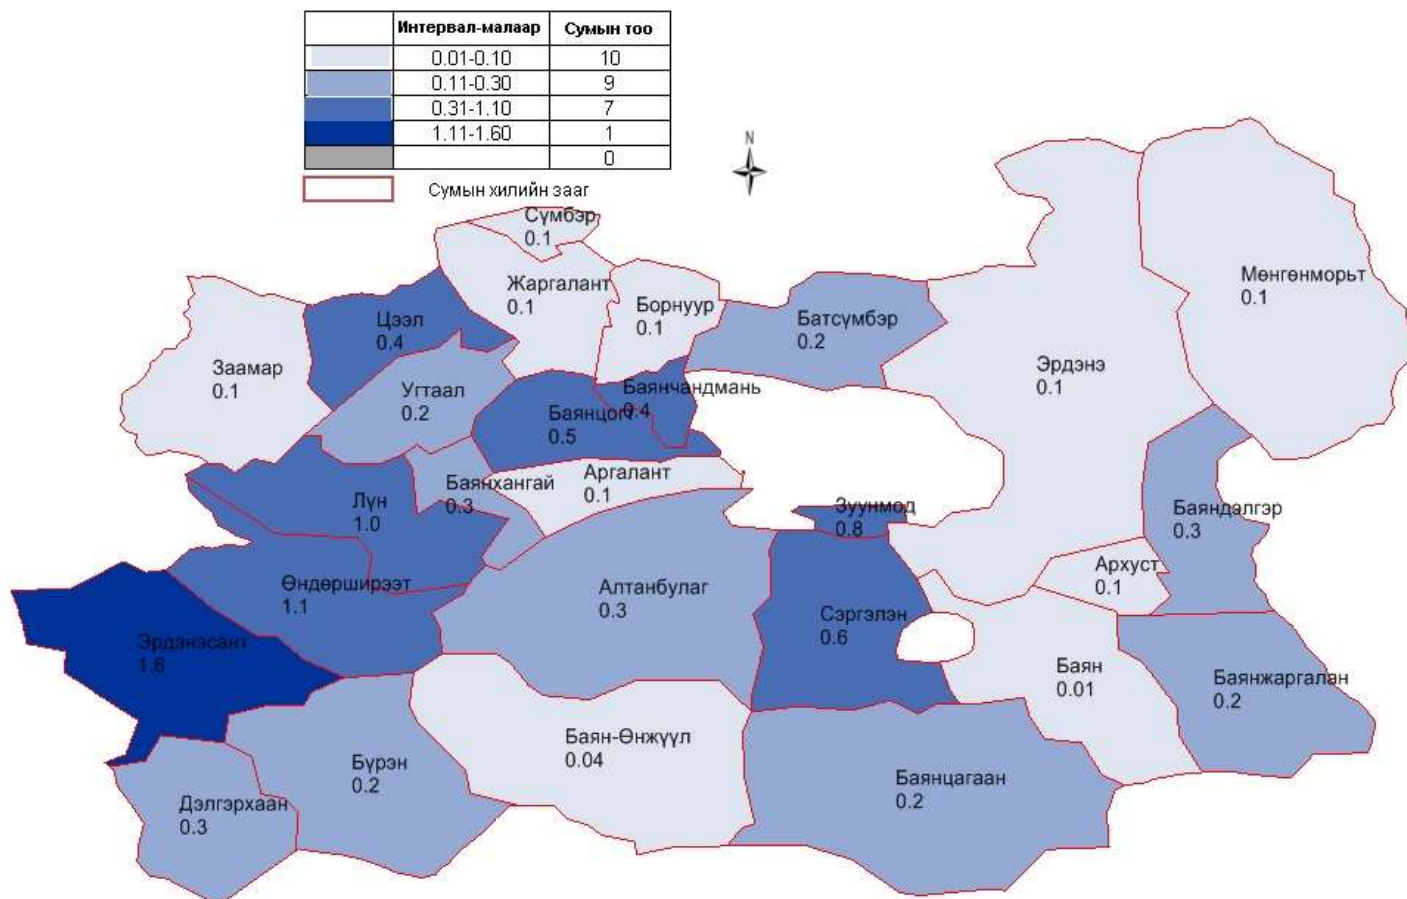 Интервал-малаар Сумын тоо
0.01-0.10 10
0.11-0.30 9
0.31-1.10 7
1.11-1.60 1
0
Сумын хилийн зааг
N
Сүмбэр
0.1
Жаргалант
0.1
Борнуур
0.1
Мөнгөнморьт
0.1
Цээл
0.4
Батсүмбэр
0.2
Заамар
0.1
Угтаал
0.2
Эрдэнэ
0.1
Баянчандмань
0.4
Баянцогт
0.5
Аргалант
0.1
Баянхангай
0.3
Лүн
1.0
Зуунмод
0.8
Баяндэлгэр
0.3
Архуст
0.1
Өндөрширээт
1.1
Алтанбулаг
0.3
Сэргэлэн
0.6
Эрдэнэсант
1.6
Баян
0.01
Баянжаргалан
0.2
Баян-Өнжүүл
0.04
Бүрэн
0.2
Баянцагаан
0.2
Дэлгэрхаан
0.3